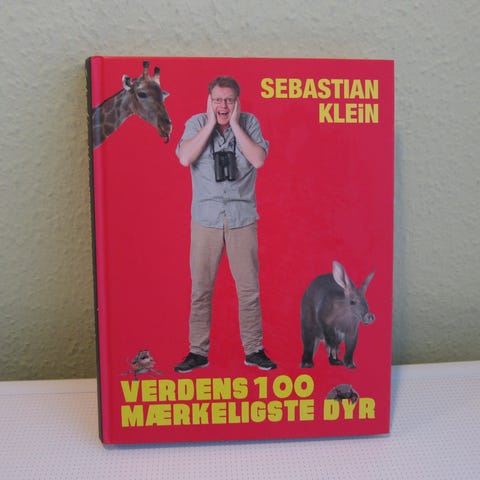 SEBASTIAN
KLEiN
VERDENS 100
MÆRKELIGSTE DYR